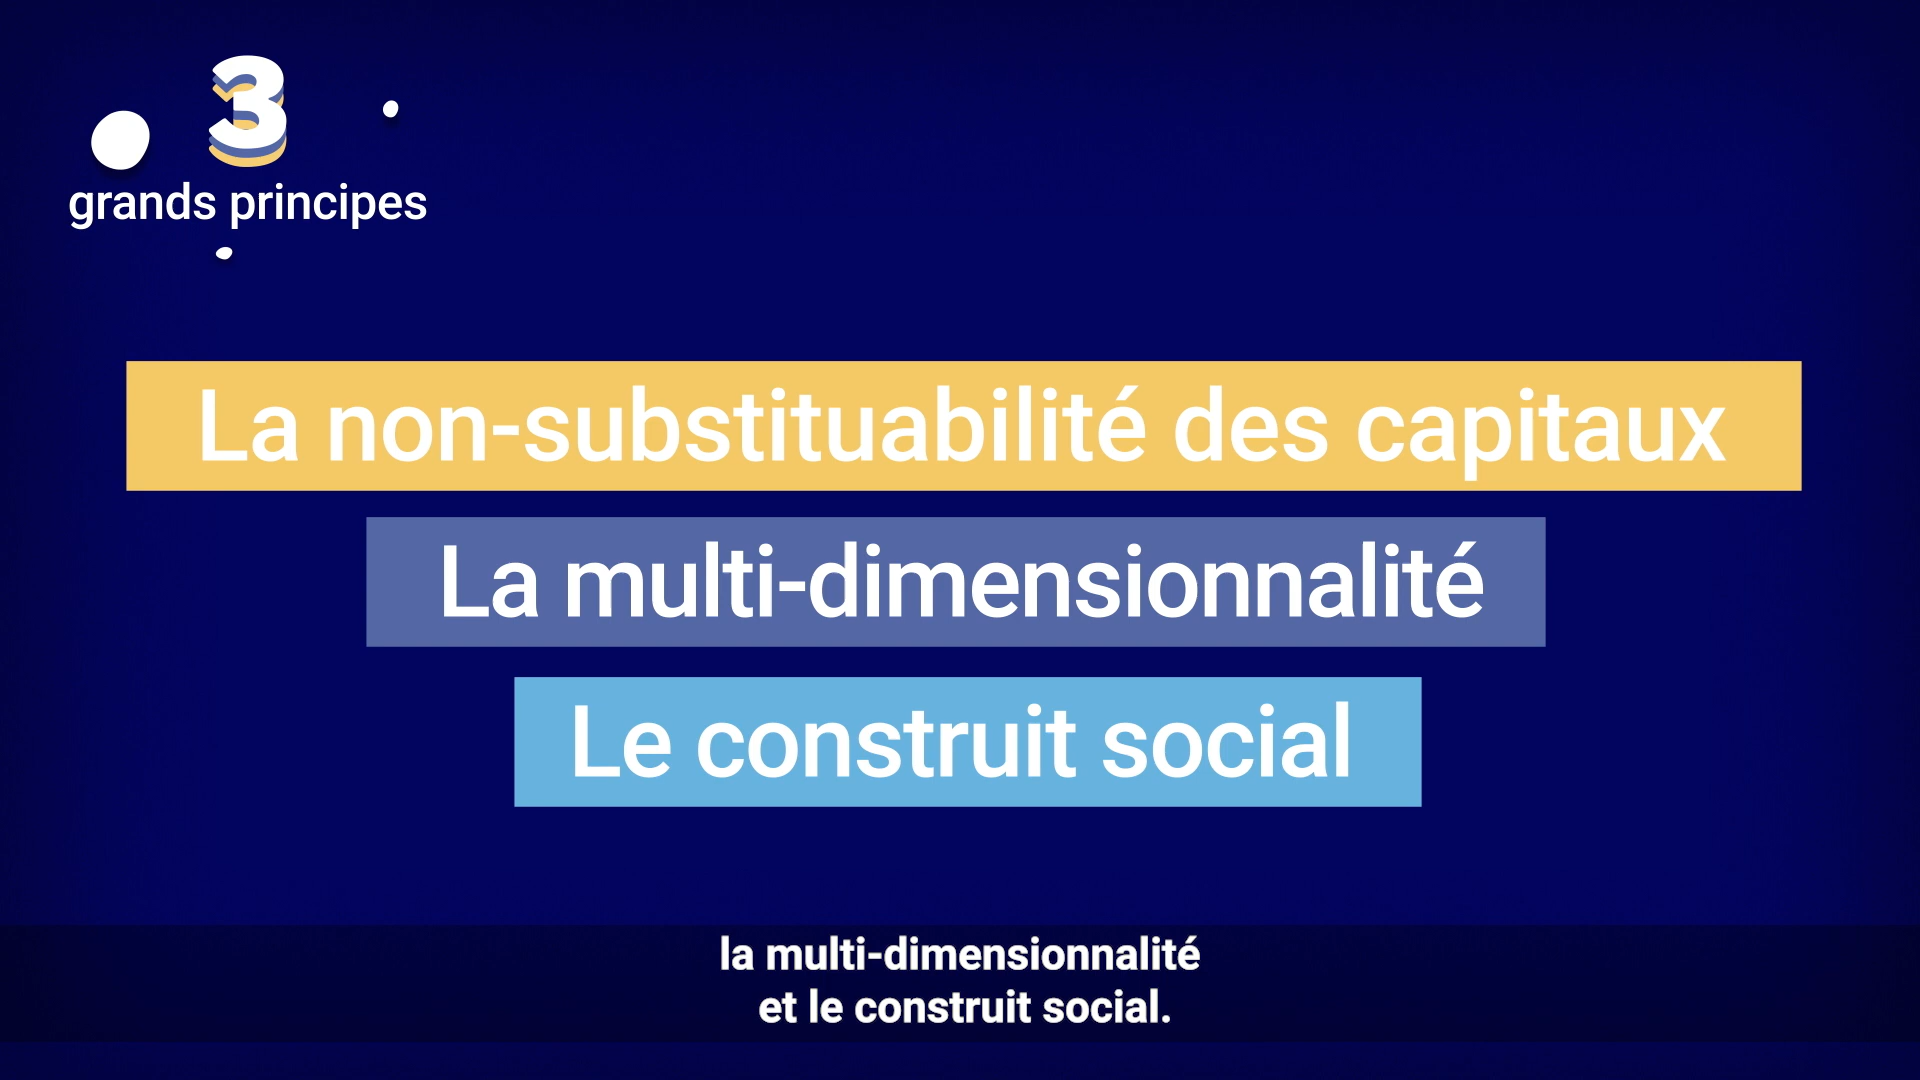 3
grands principes
La non-substituabilité des capitaux
La multi-dimensionnalité
Le construit social
la multi-dimensionnalité
et le construit social.